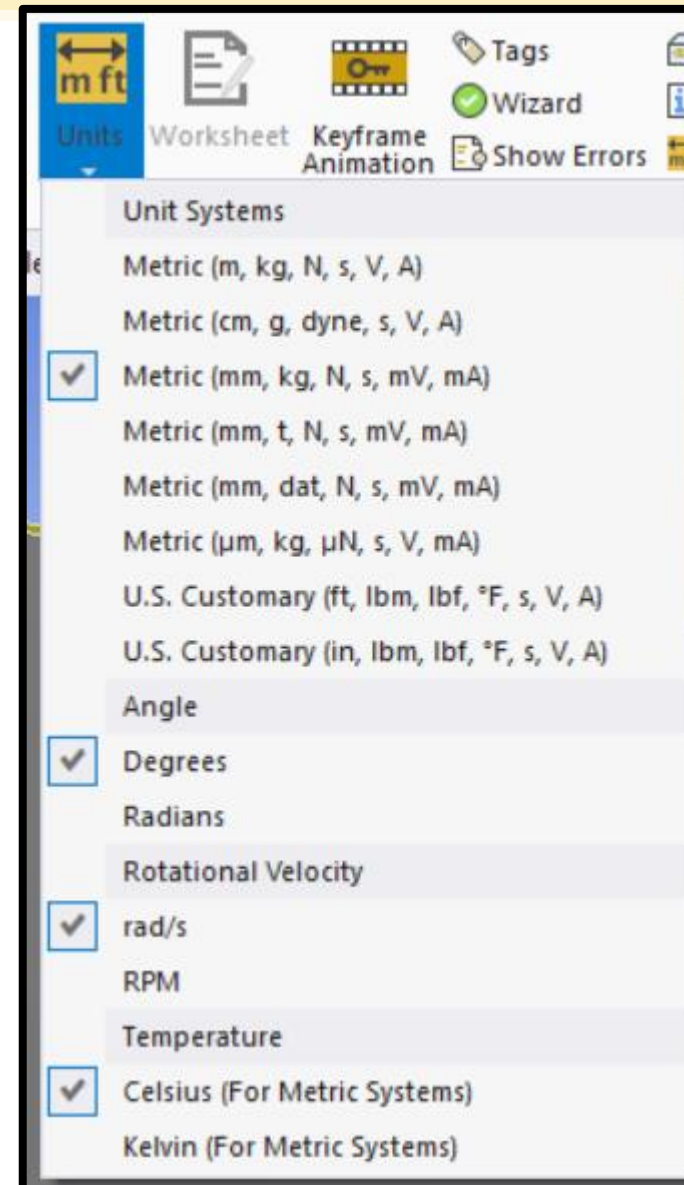 m ft
Units
Worksheet
Keyframe
Animation
Tags
Wizard
Show Errors
Unit Systems
Metric (m, kg, N, s, V, A)
Metric (cm, g, dyne, s, V, A)
Metric (mm, kg, N, s, mV, mA)
Metric (mm, t, N, s, mV, mA)
Metric (mm, dat, N, s, mV, mA)
Metric (µm, kg, µN, s, V, mA)
U.S. Customary (ft, lbm, lbf, °F, s, V, A)
U.S. Customary (in, lbm, lbf, °F, s, V, A)
Angle
Degrees
Radians
Rotational Velocity
rad/s
RPM
Temperature
Celsius (For Metric Systems)
Kelvin (For Metric Systems)